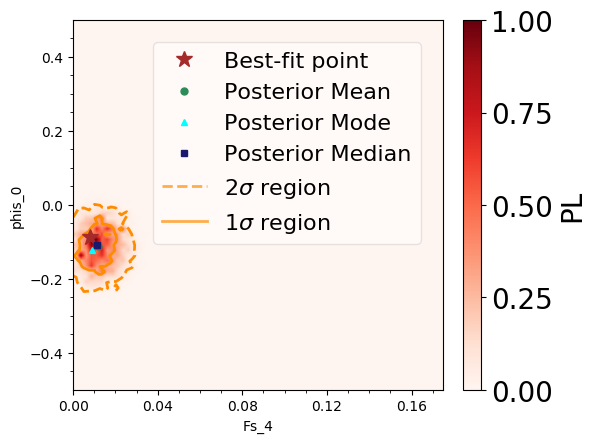 0.4
0.2
0.0
−0.2
−0.4
phis_0
0.00
0.04
0.08
0.12
0.16
Fs_4
Best-fit point
Posterior Mean
Posterior Mode
Posterior Median
2σ region
1σ region
1.00
0.75
0.50
0.25
0.00
PL